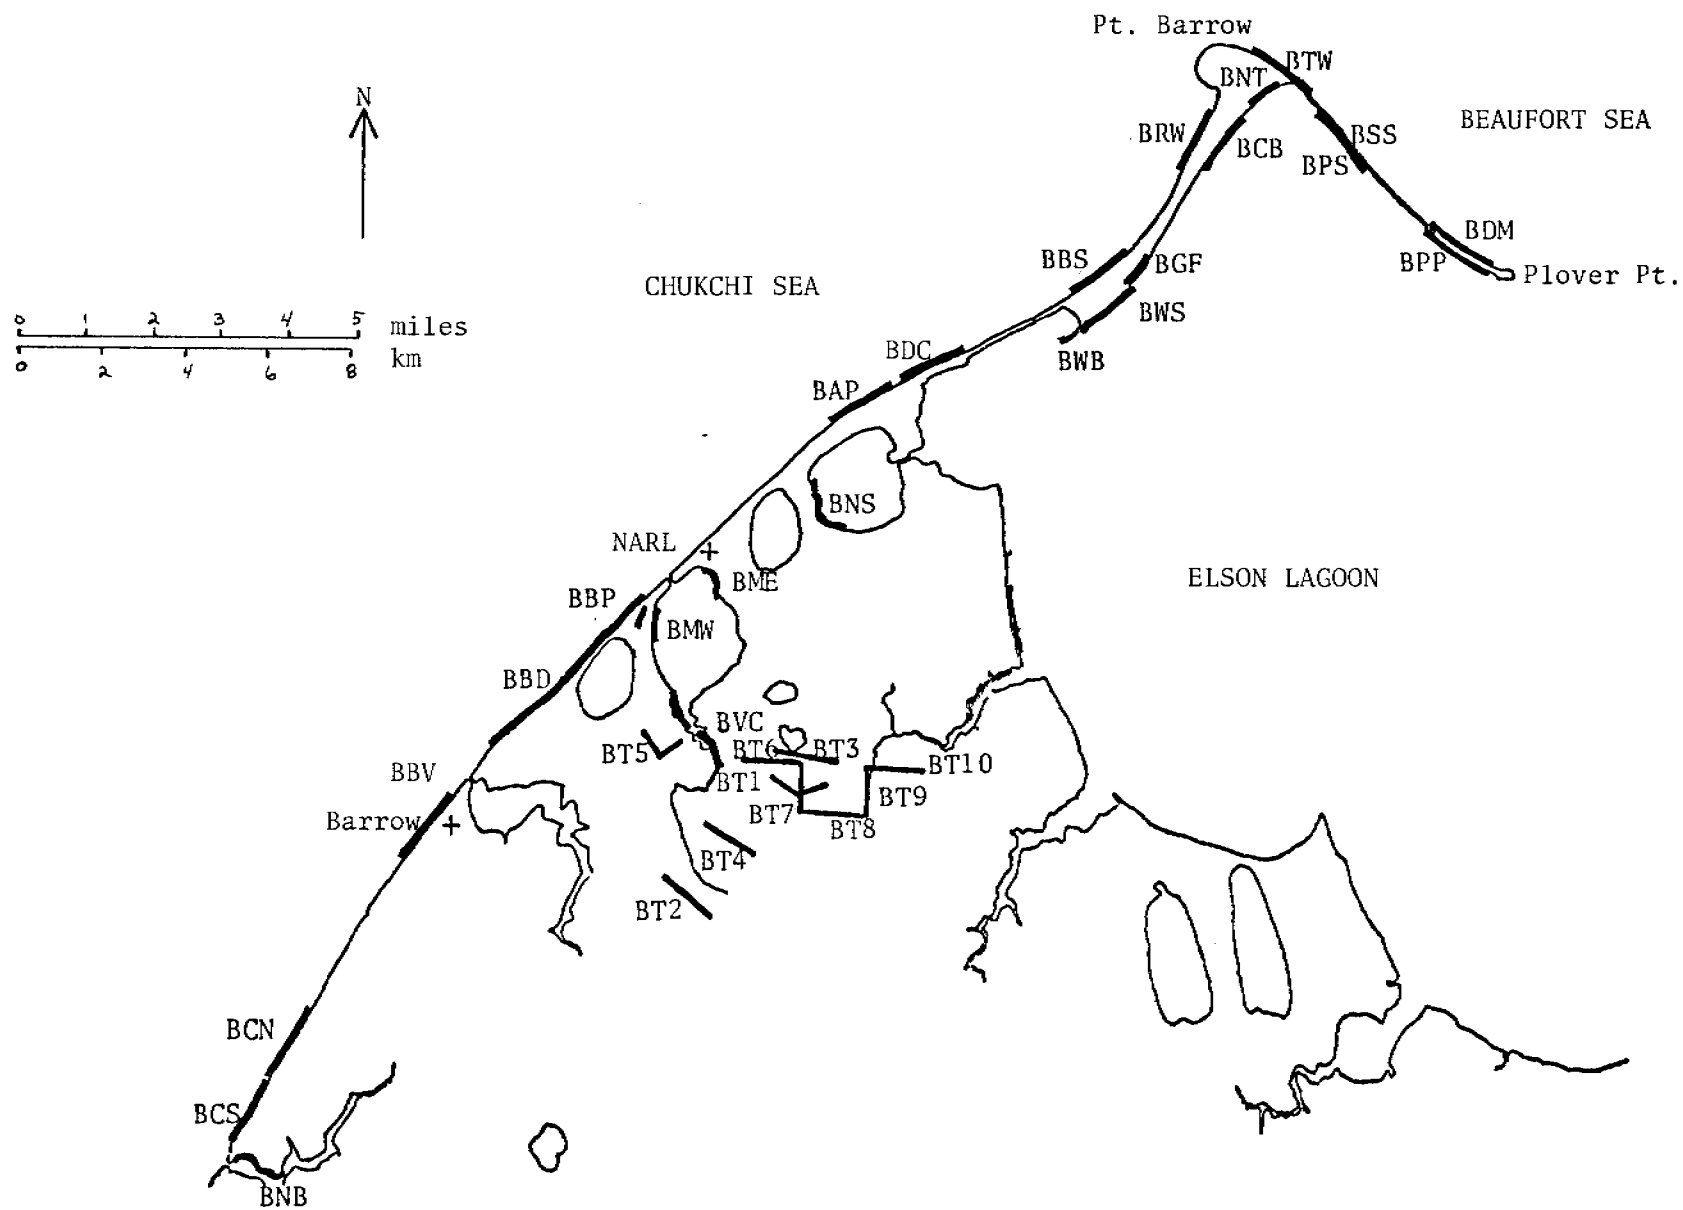 Pt. Barrow
BTW
BNT
N
BEAUFORT SEA
BRW
BSS
BCB
BPS
BDM
BBS
BGF
BPP
Plover Pt.
CHUKCHI SEA
BWS
0 1 2 3 4 5 miles
0 2 4 6 8 km
BDC
BWB
BAP
BNS
NARL
BME
ELSON LAGOON
BBP
BMW
BBD
BVC
BT5
BT6
BT3
BT10
BBV
BT1
BT9
BT7
Barrow
BT8
BT4
BT2
BCN
BCS
BNB